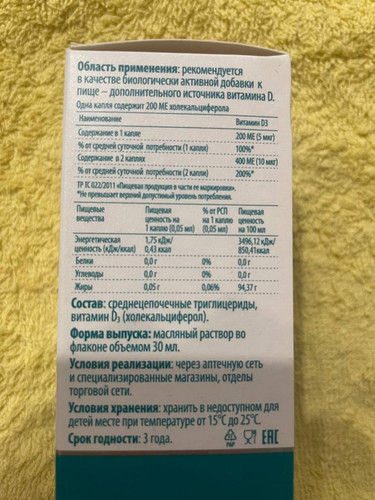 Область применения: рекомендуется
в качестве биологически активной добавки к
пище – дополнительного источника витамина D.
Одна капля содержит 200 МЕ холекальциферола
Наименование Витамин D3
Содержание в 1 капле 200 МЕ (5 мкг)
% от средней суточной потребности (1 капля) 100%*
Содержание в 2 каплях 400 МЕ (10 мкг)
% от средней суточной потребности (2 капли) 200%*
ТР ТС 022/2011 «Пищевая продукция в части ее маркировки».
*Не превышает верхний допустимый уровень потребления.
Пищевые Пищевая % от РСП Пищевая
вещества ценность на на 1 каплю ценность
1 каплю (0,05 мл) (0,05 мл) на 100 мл
Энергетическая 1,75 кДж/ 3496,12 кДж/
ценность (кДж/ккал) 0,43 ккал 850,41ккал
Белки 0,0 г 0% 0,0 г
Углеводы 0,0 г 0% 0,0 г
Жиры 0,05 г 0,06% 94,37 г
Состав: среднецепочечные триглицериды,
витамин D₃ (холекальциферол).
Форма выпуска: масляный раствор во
флаконе объемом 30 мл.
Условия реализации: через аптечную сеть
и специализированные магазины, отделы
торговой сети.
Условия хранения: хранить в недоступном для
детей месте при температуре от 15°С до 25°С.
Срок годности: 3 года.
PAP EAC